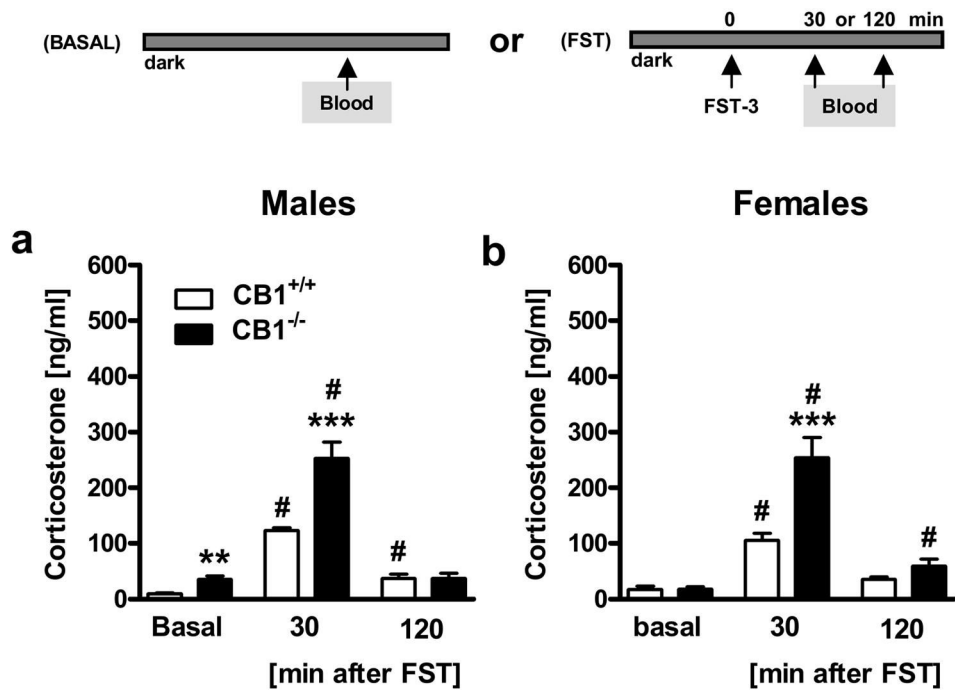 0 30 or 120 min
(BASAL) or (FST)
dark dark
Blood FST-3 Blood
Males
a
600
500
400
300
200
100
0
Corticosterone [ng/ml]
CB1+/+
CB1-/-
**
#
#
***
#
Basal 30 120
[min after FST]
Females
b
600
500
400
300
200
100
0
Corticosterone [ng/ml]
#
#
***
#
basal 30 120
[min after FST]